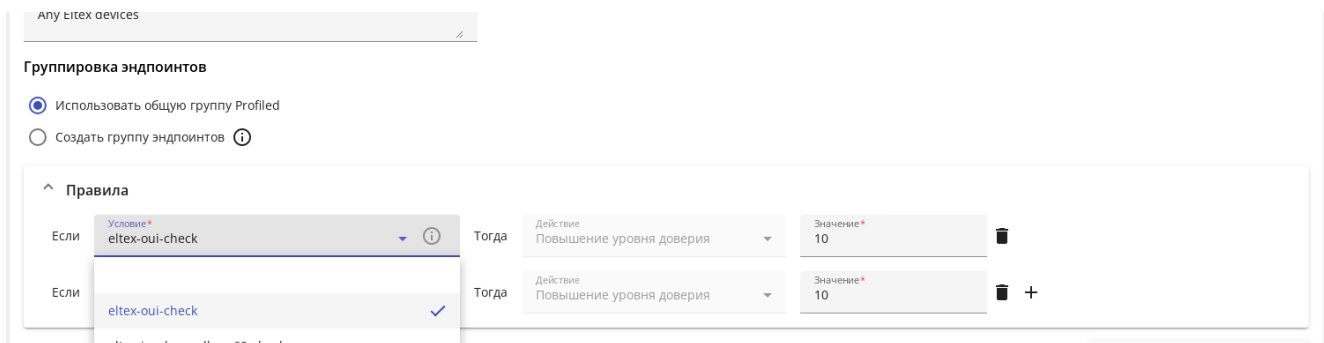 Any Eltex devices
Группировка эндпоинтов
Использовать общую группу Profiled
Создать группу эндпоинтов
Правила
Если Условие* eltex-oui-check Тогда Действие Повышение уровня доверия Значение* 10
Если Тогда Действие Повышение уровня доверия Значение* 10
eltex-oui-check